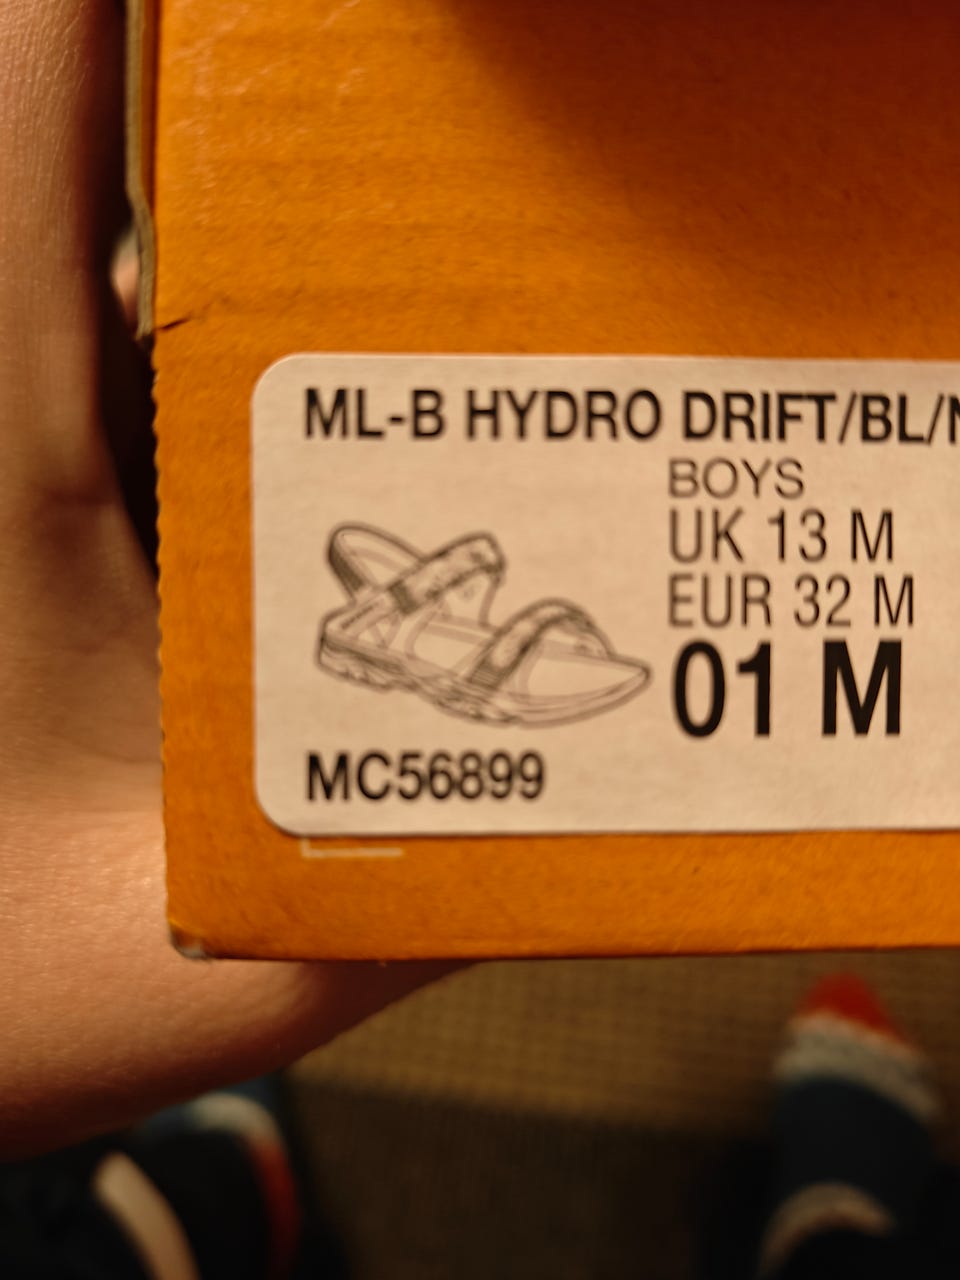 ML-B HYDRO DRIFT/BL/N
BOYS
UK 13 M
EUR 32 M
01 M
MC56899